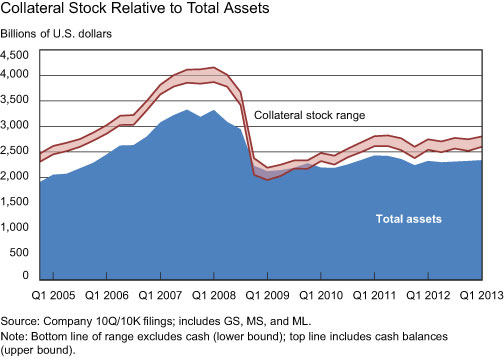 Collateral Stock Relative to Total Assets
Billions of U.S. dollars
4,500
4,000
3,500
3,000
2,500
2,000
1,500
1,000
500
0
Collateral stock range
Total assets
Q1 2005 Q1 2006 Q1 2007 Q1 2008 Q1 2009 Q1 2010 Q1 2011 Q1 2012 Q1 2013
Source: Company 10Q/10K filings; includes GS, MS, and ML.
Note: Bottom line of range excludes cash (lower bound); top line includes cash balances
(upper bound).